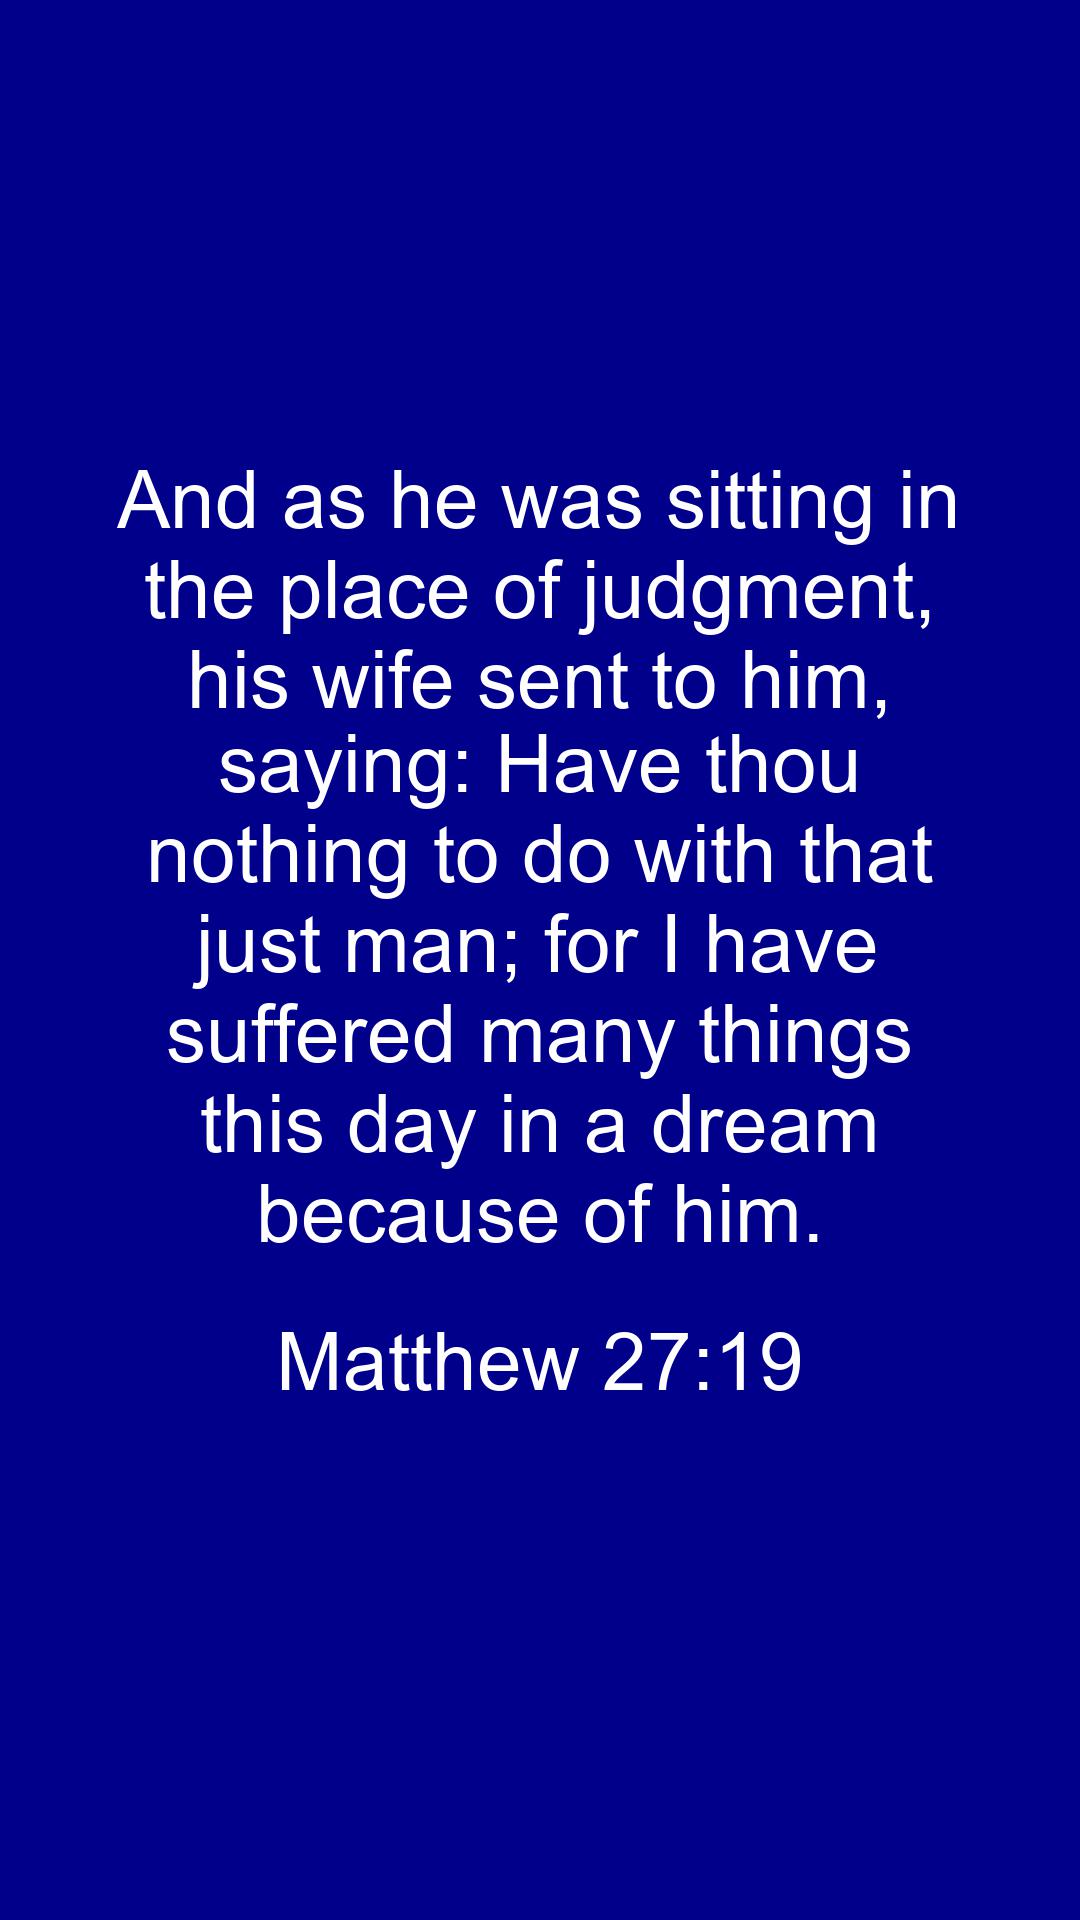 And as he was sitting in
the place of judgment,
his wife sent to him,
saying: Have thou
nothing to do with that
just man; for I have
suffered many things
this day in a dream
because of him.
Matthew 27:19